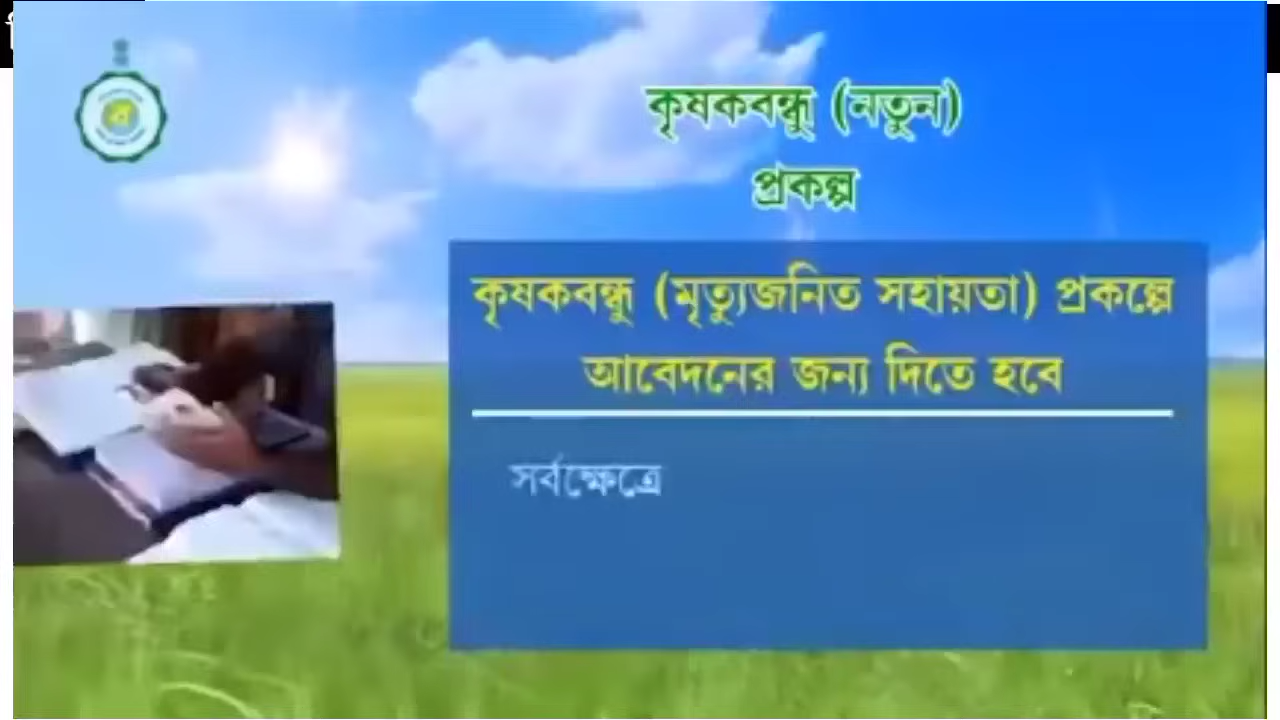 কৃষকবন্ধু (নতুন)
প্রকল্প
কৃষকবন্ধু (মৃত্যুজনিত সহায়তা) প্রকল্পে
আবেদনের জন্য দিতে হবে
সর্বক্ষেত্রে